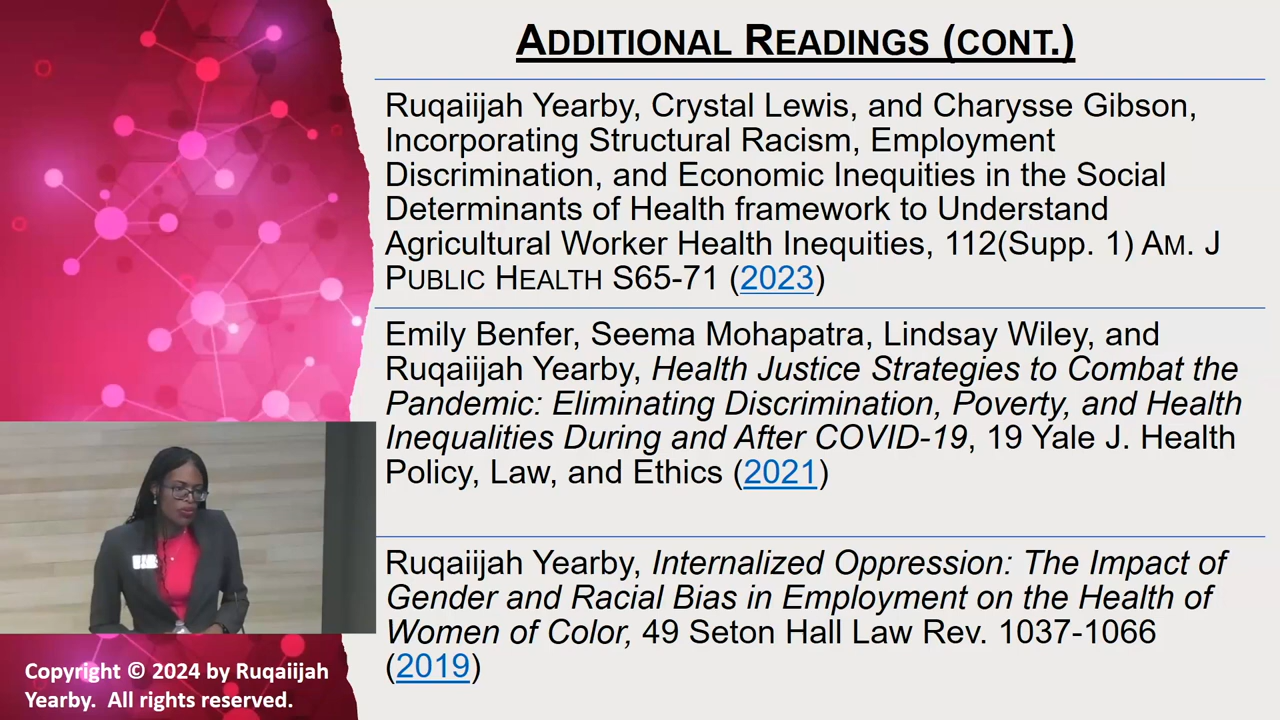 ADDITIONAL READINGS (CONT.)
Ruqaiijah Yearby, Crystal Lewis, and Charysse Gibson,
Incorporating Structural Racism, Employment
Discrimination, and Economic Inequities in the Social
Determinants of Health framework to Understand
Agricultural Worker Health Inequities, 112(Supp. 1) AM. J
PUBLIC HEALTH S65-71 (2023)
Emily Benfer, Seema Mohapatra, Lindsay Wiley, and
Ruqaiijah Yearby, Health Justice Strategies to Combat the
Pandemic: Eliminating Discrimination, Poverty, and Health
Inequalities During and After COVID-19, 19 Yale J. Health
Policy, Law, and Ethics (2021)
Ruqaiijah Yearby, Internalized Oppression: The Impact of
Gender and Racial Bias in Employment on the Health of
Women of Color, 49 Seton Hall Law Rev. 1037-1066
(2019)
Copyright © 2024 by Ruqaiijah
Yearby.  All rights reserved.